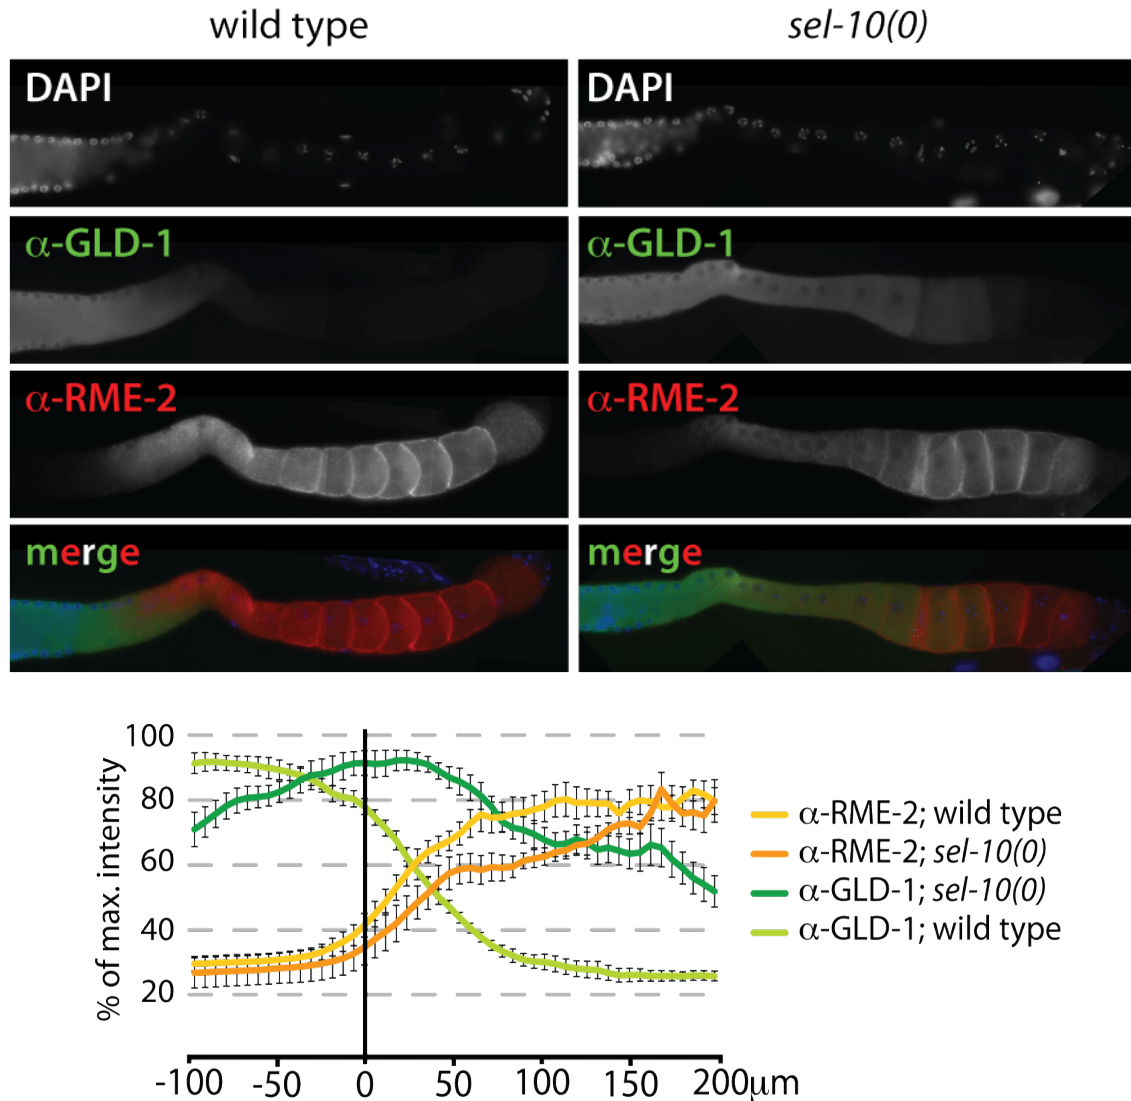 wild type
sel-10(0)
DAPI
DAPI
α-GLD-1
α-GLD-1
α-RME-2
α-RME-2
merge
merge
% of max. intensity
100
80
60
40
20
-100 -50 0 50 100 150 200µm
α-RME-2; wild type
α-RME-2; sel-10(0)
α-GLD-1; sel-10(0)
α-GLD-1; wild type